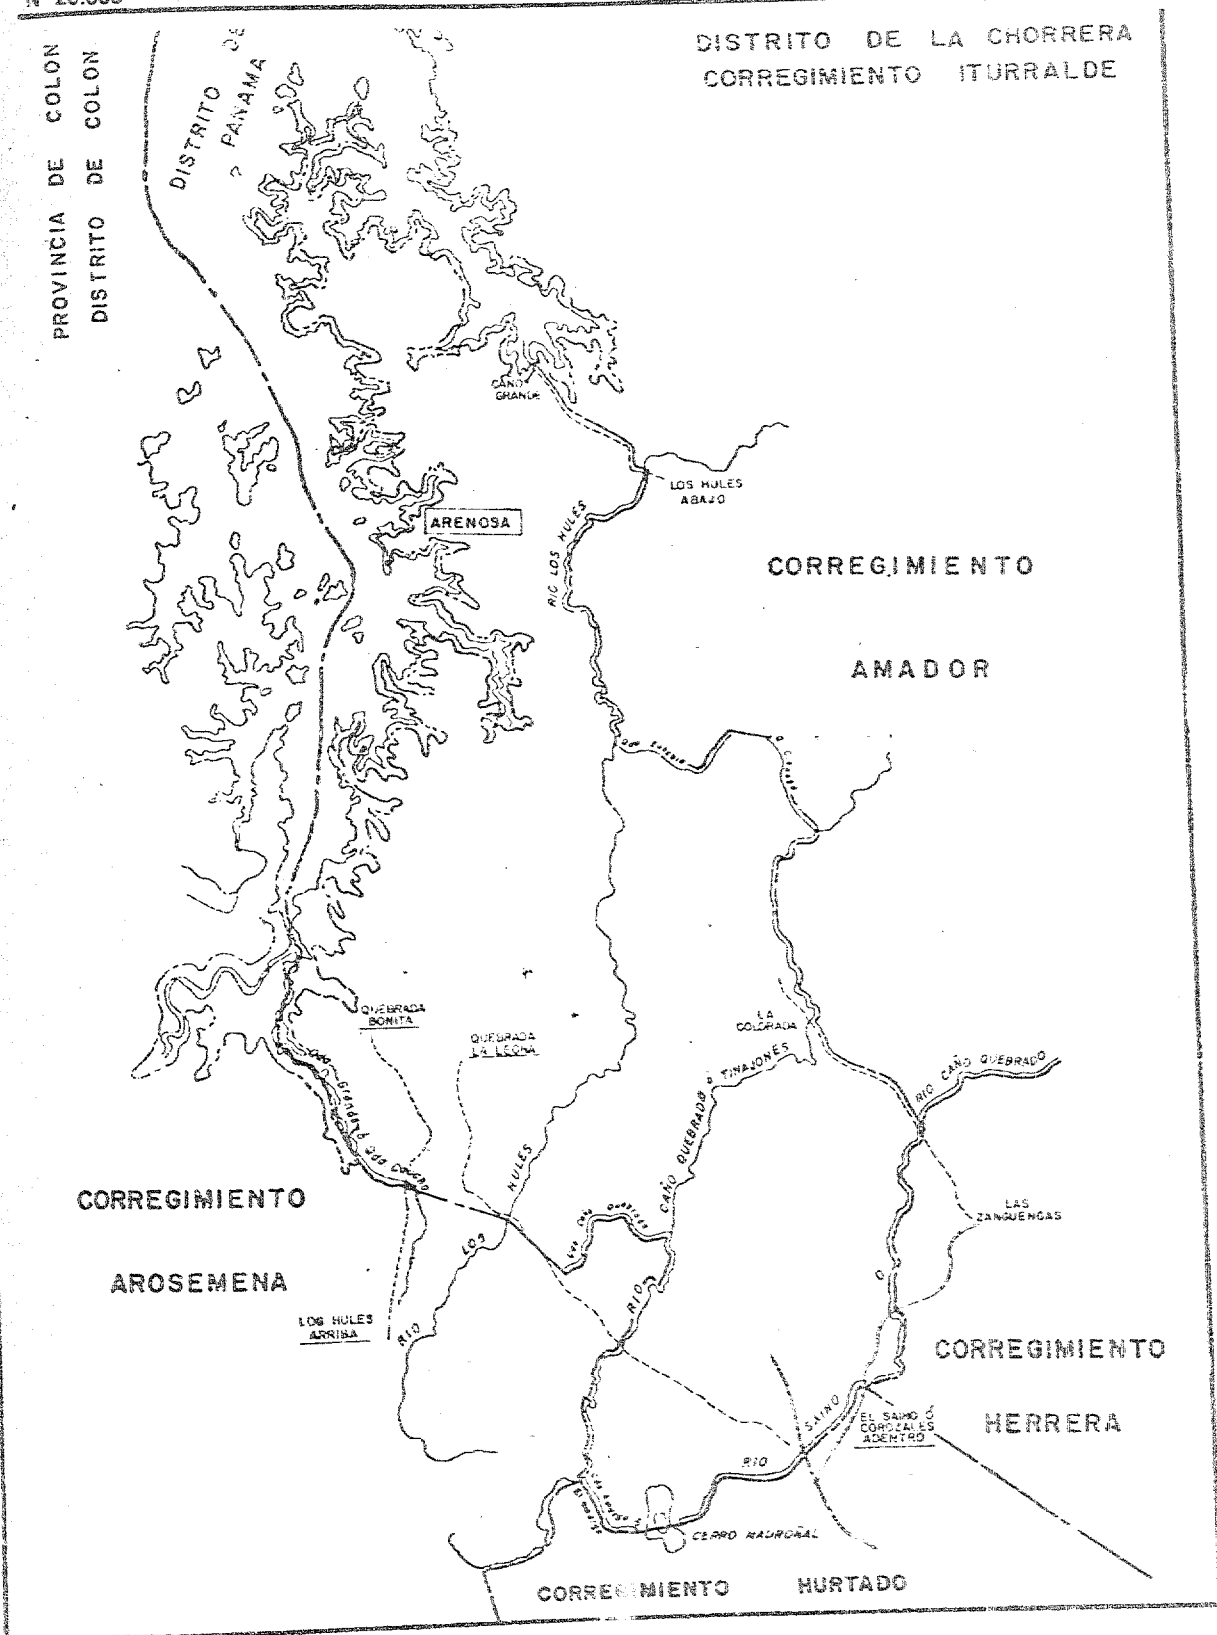 DISTRITO DE LA CHORRERA
CORREGIMIENTO ITURRALDE
PROVINCIA DE COLON
DISTRITO DE COLON
DISTRITO DE
PANAMA
CAÑO
GRANDE
LOS HULES
ABAJO
ARENOSA
RIO LOS HULES
CORREGIMIENTO
AMADOR
LA
COLORADA
QUEBRADA
BONITA
QUEBRADA
LA LEONA
TINAJONES
RIO CAÑO QUEBRADO
CAÑO QUEBRADO
RIO
HULES
LOS
RIO
CORREGIMIENTO
AROSEMENA
LAS
ZANGUENGAS
LOS HULES
ARRIBA
CORREGIMIENTO
HERRERA
EL SAINO Ó
COROZALES
ADENTRO
SAINO
RIO
CERRO MADROÑAL
CORREGIMIENTO HURTADO